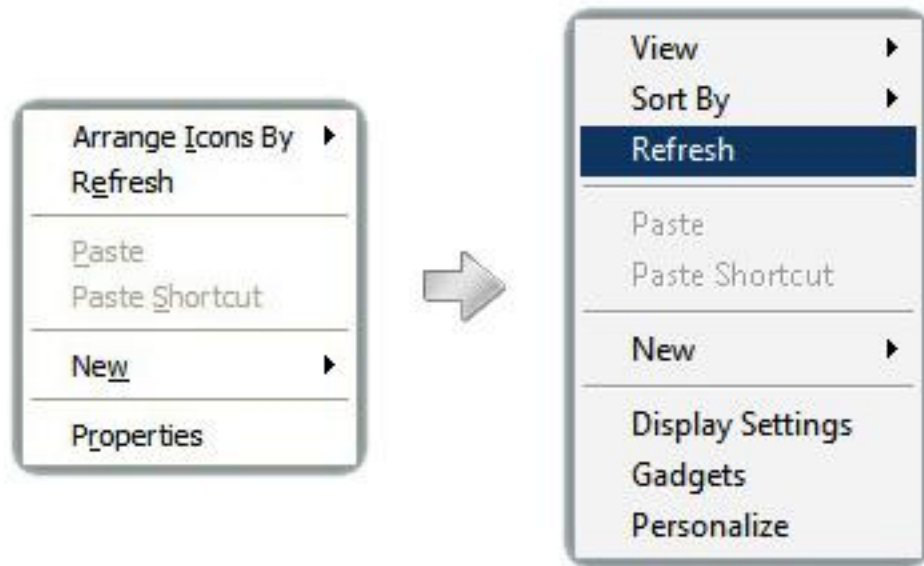 Arrange Icons By
Refresh
Paste
Paste Shortcut
New
Properties
View
Sort By
Refresh
Paste
Paste Shortcut
New
Display Settings
Gadgets
Personalize